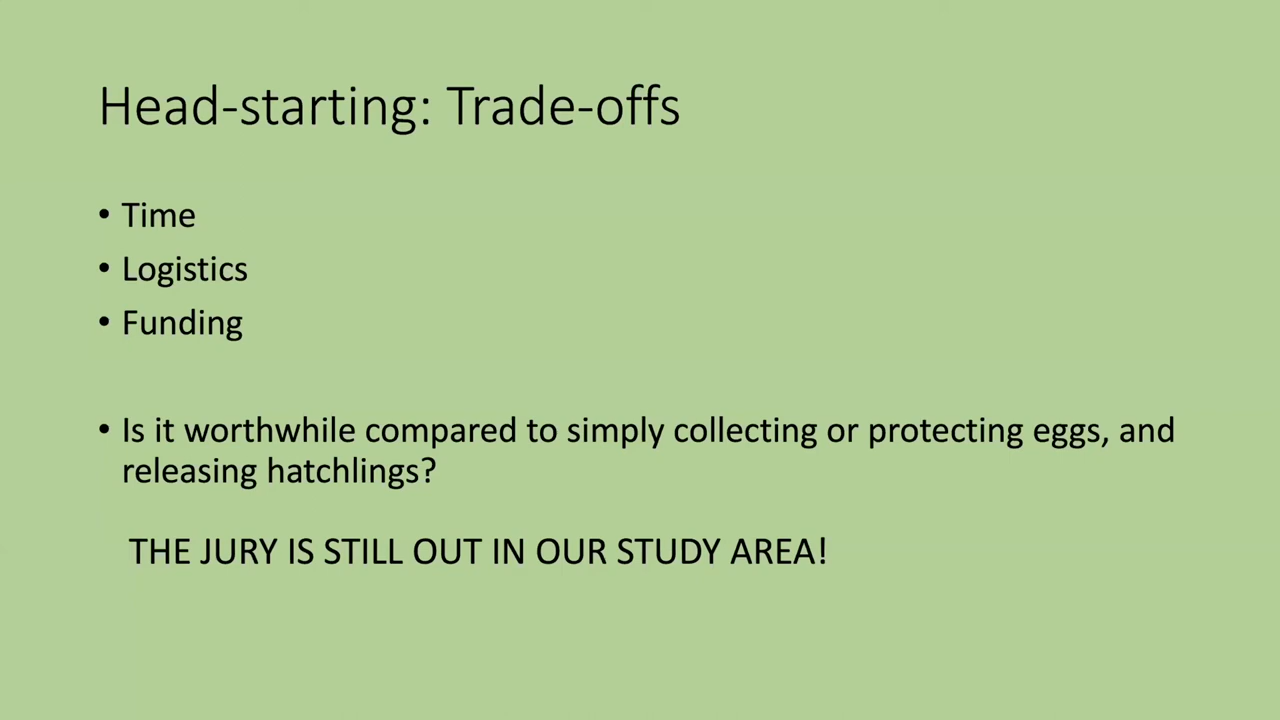 Head-starting: Trade-offs
• Time
• Logistics
• Funding
• Is it worthwhile compared to simply collecting or protecting eggs, and
releasing hatchlings?
THE JURY IS STILL OUT IN OUR STUDY AREA!